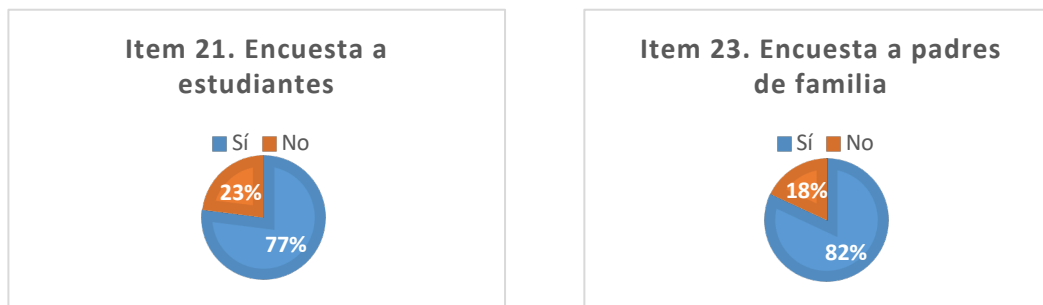 Item 21. Encuesta a
estudiantes
Sí No
23%
77%
Item 23. Encuesta a padres
de familia
Sí No
18%
82%